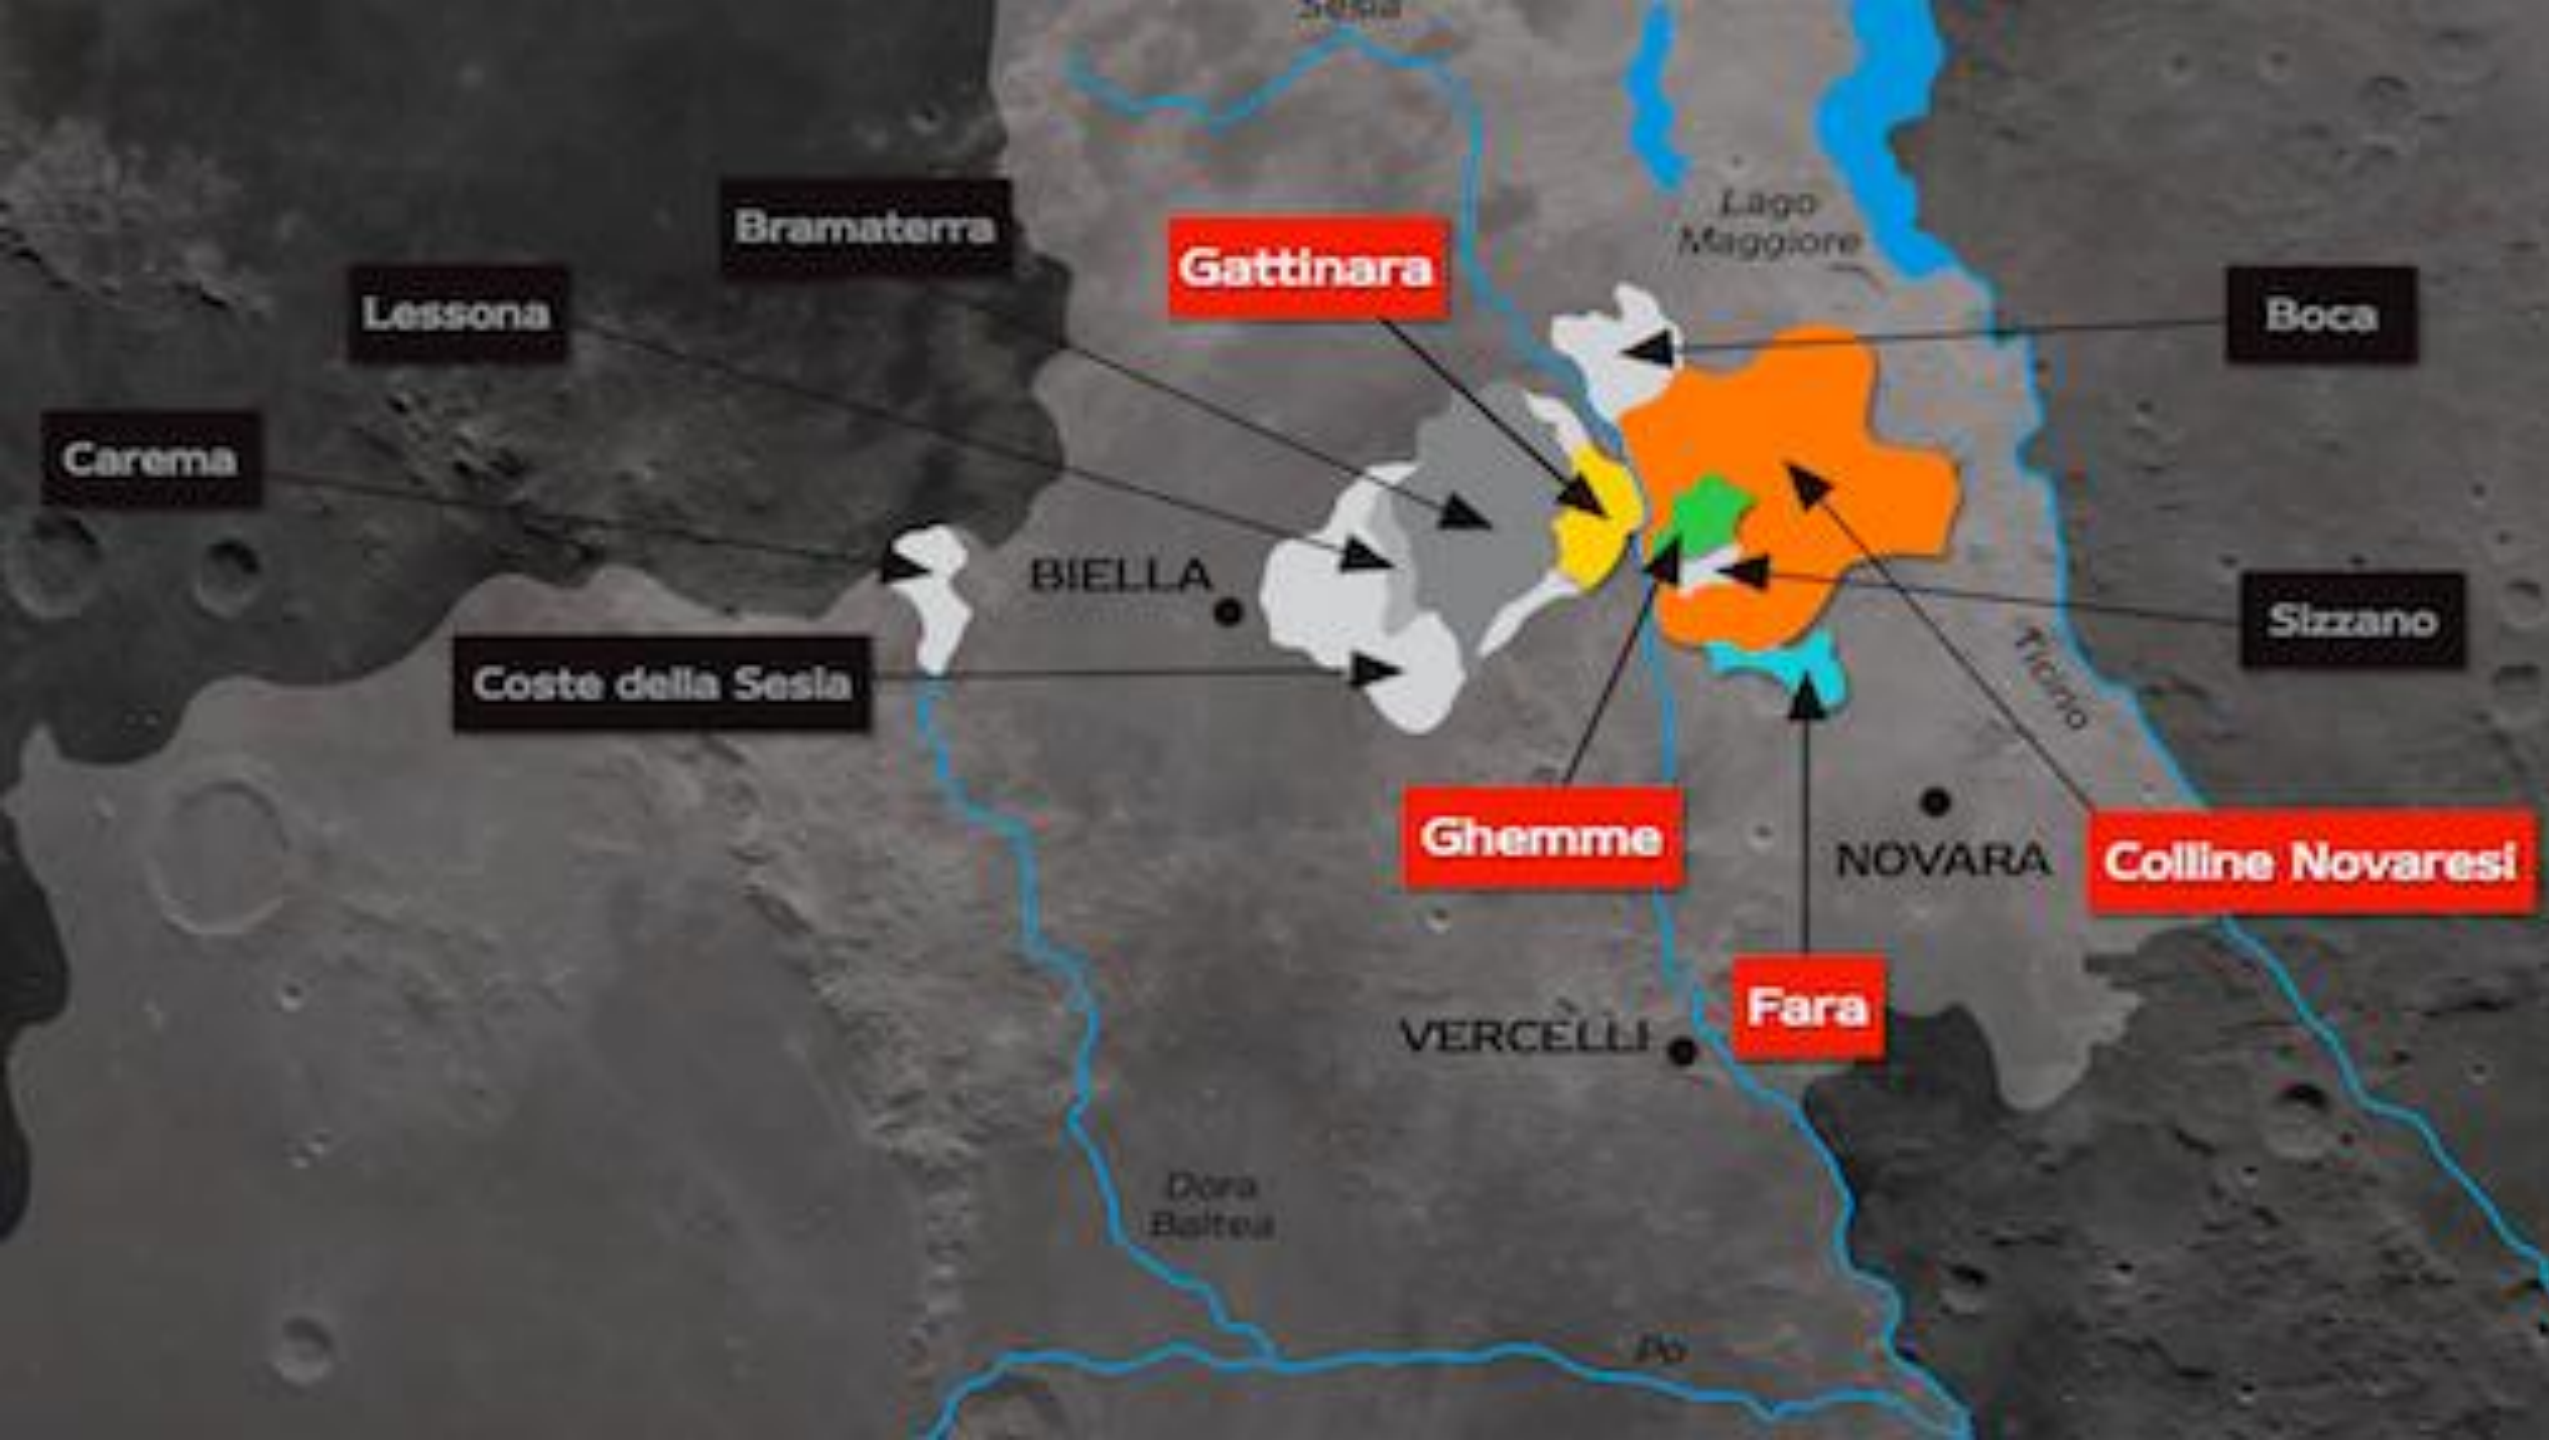 Sesia
Lago
Maggiore
Bramaterra
Gattinara
Lessona
Boca
Carema
BIELLA
Sizzano
Coste della Sesia
Ticino
Ghemme
NOVARA
Colline Novaresi
Fara
VERCELLI
Dora
Baltea
Po